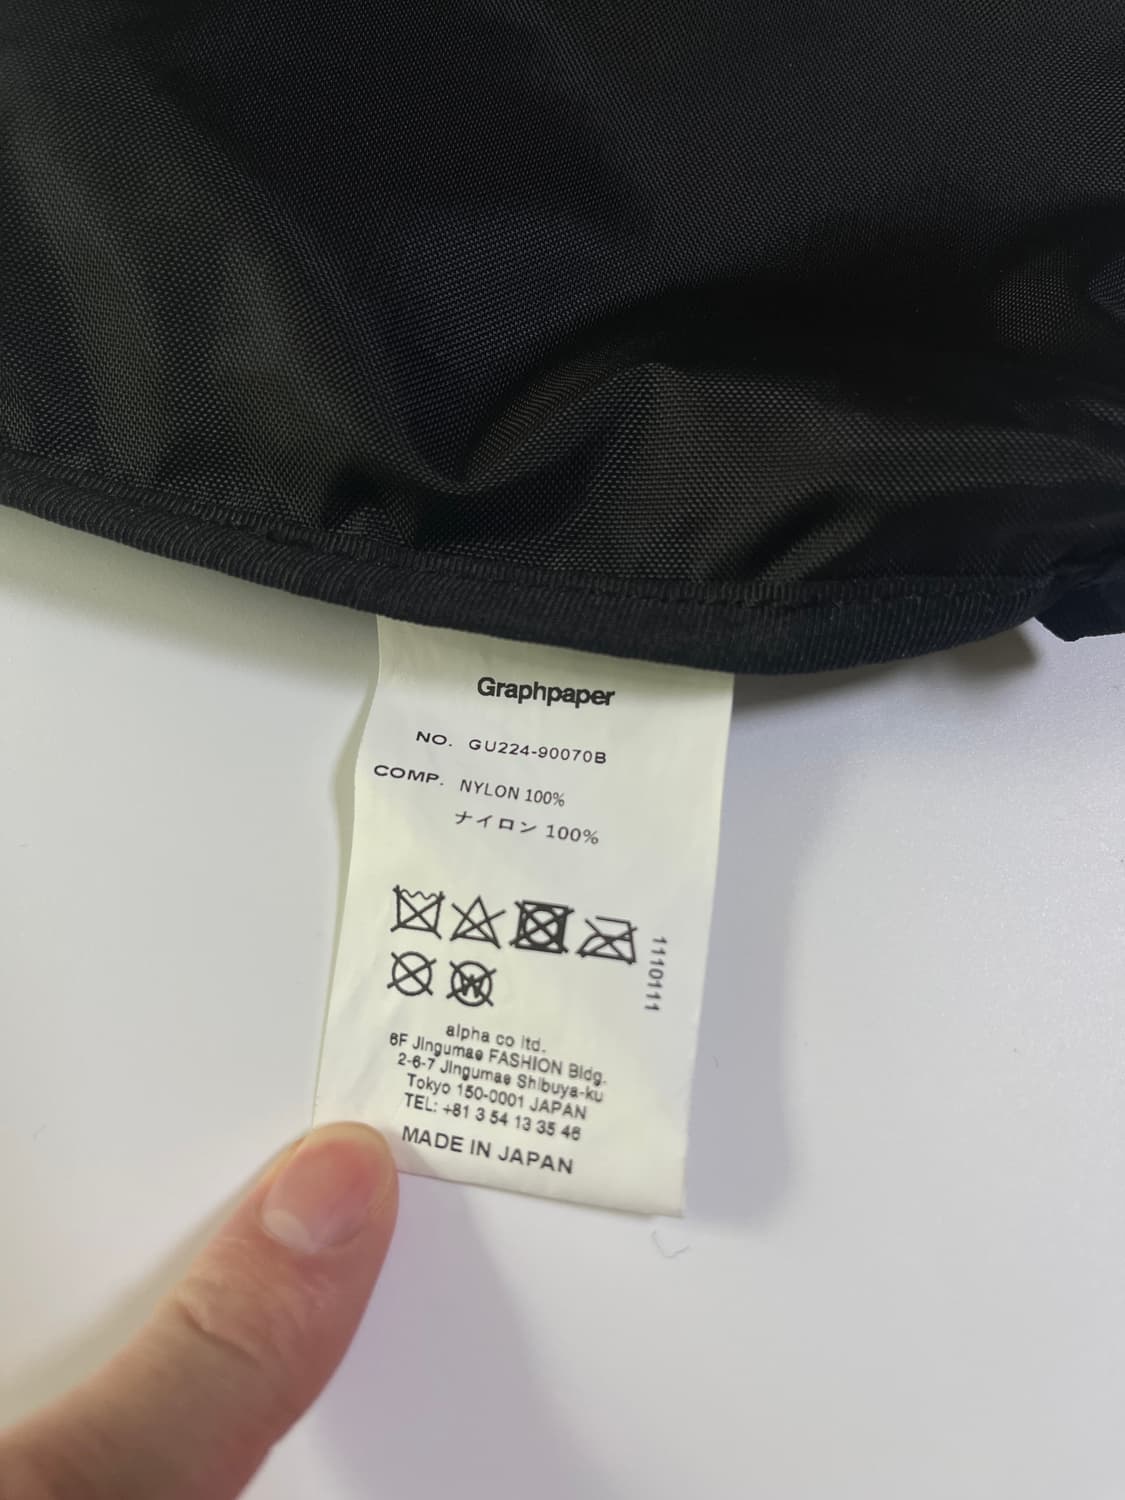 Graphpaper
NO. GU224-90070B
COMP. NYLON 100%
ナイロン 100%
W
1110111
alpha co ltd.
6F Jingumae FASHION Bldg.
2-6-7 Jingumae Shibuya-ku
Tokyo 150-0001 JAPAN
TEL: +81 3 54 13 35 46
MADE IN JAPAN